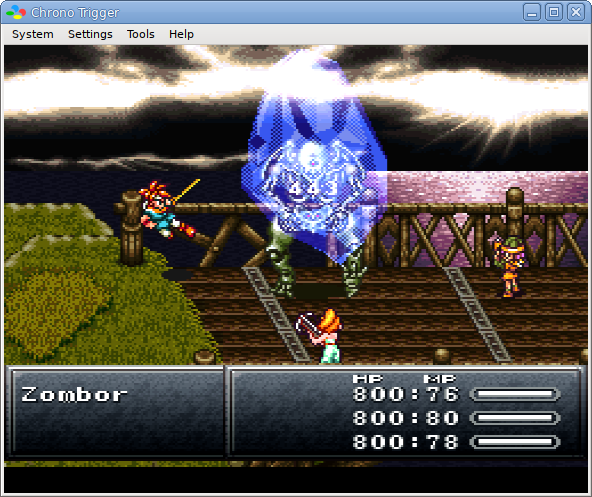 Chrono Trigger
System Settings Tools Help
443
Zombor
HP MP
800:76
800:80
800:78